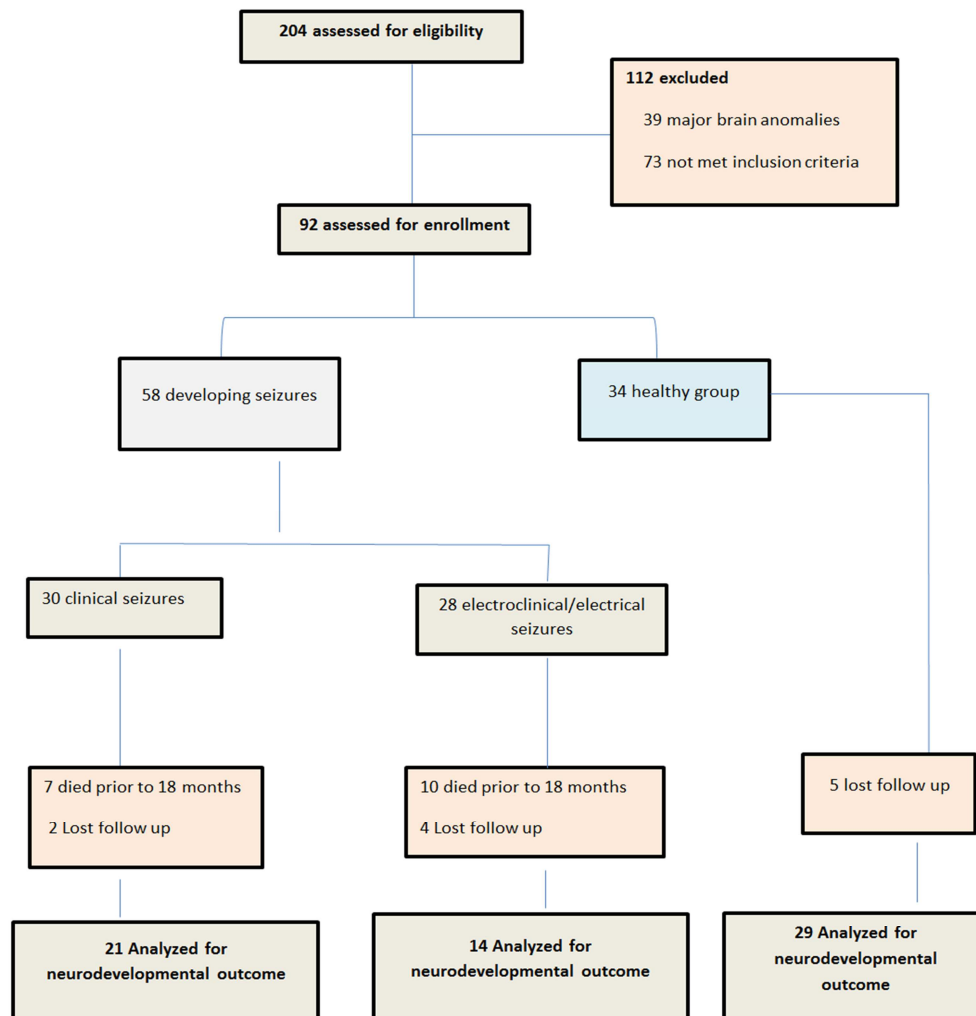 204 assessed for eligibility
112 excluded
39 major brain anomalies
73 not met inclusion criteria
92 assessed for enrollment
58 developing seizures
34 healthy group
30 clinical seizures
28 electroclinical/electrical
seizures
7 died prior to 18 months
2 Lost follow up
10 died prior to 18 months
4 Lost follow up
5 lost follow up
21 Analyzed for
neurodevelopmental outcome
14 Analyzed for
neurodevelopmental outcome
29 Analyzed for
neurodevelopmental
outcome